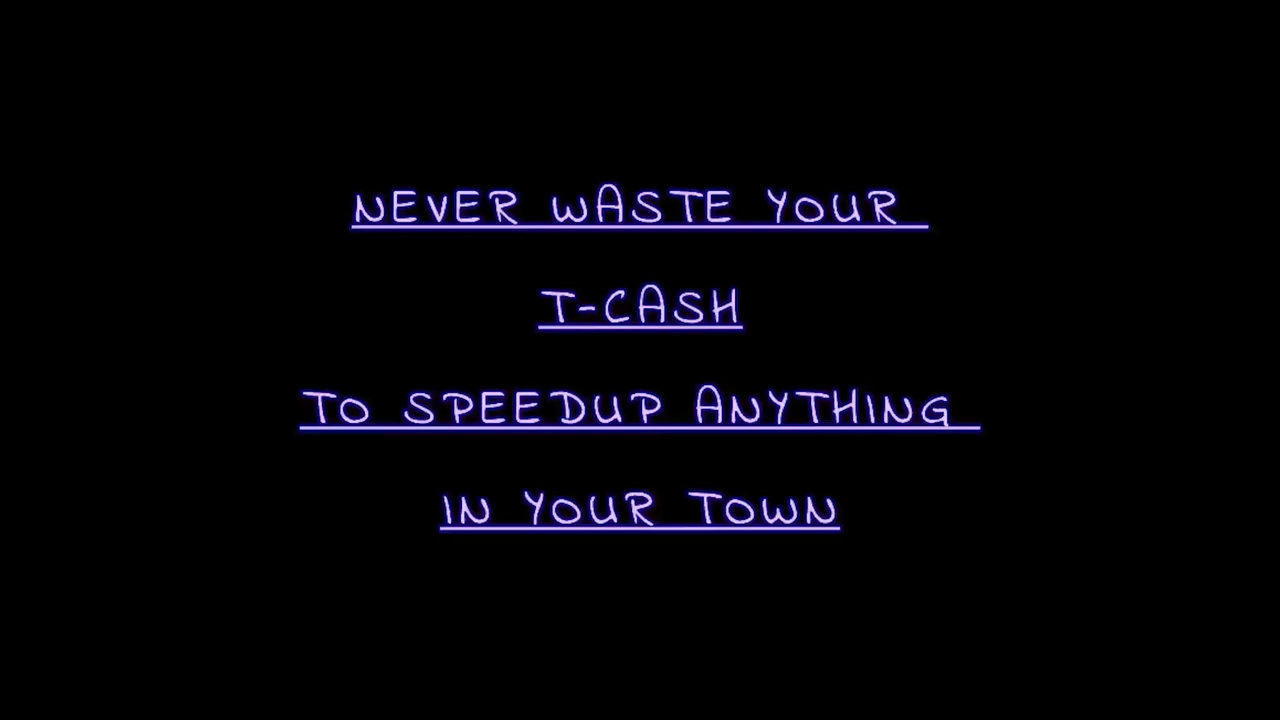 NEVER WASTE YOUR
T-CASH
TO SPEEDUP ANYTHING
IN YOUR TOWN